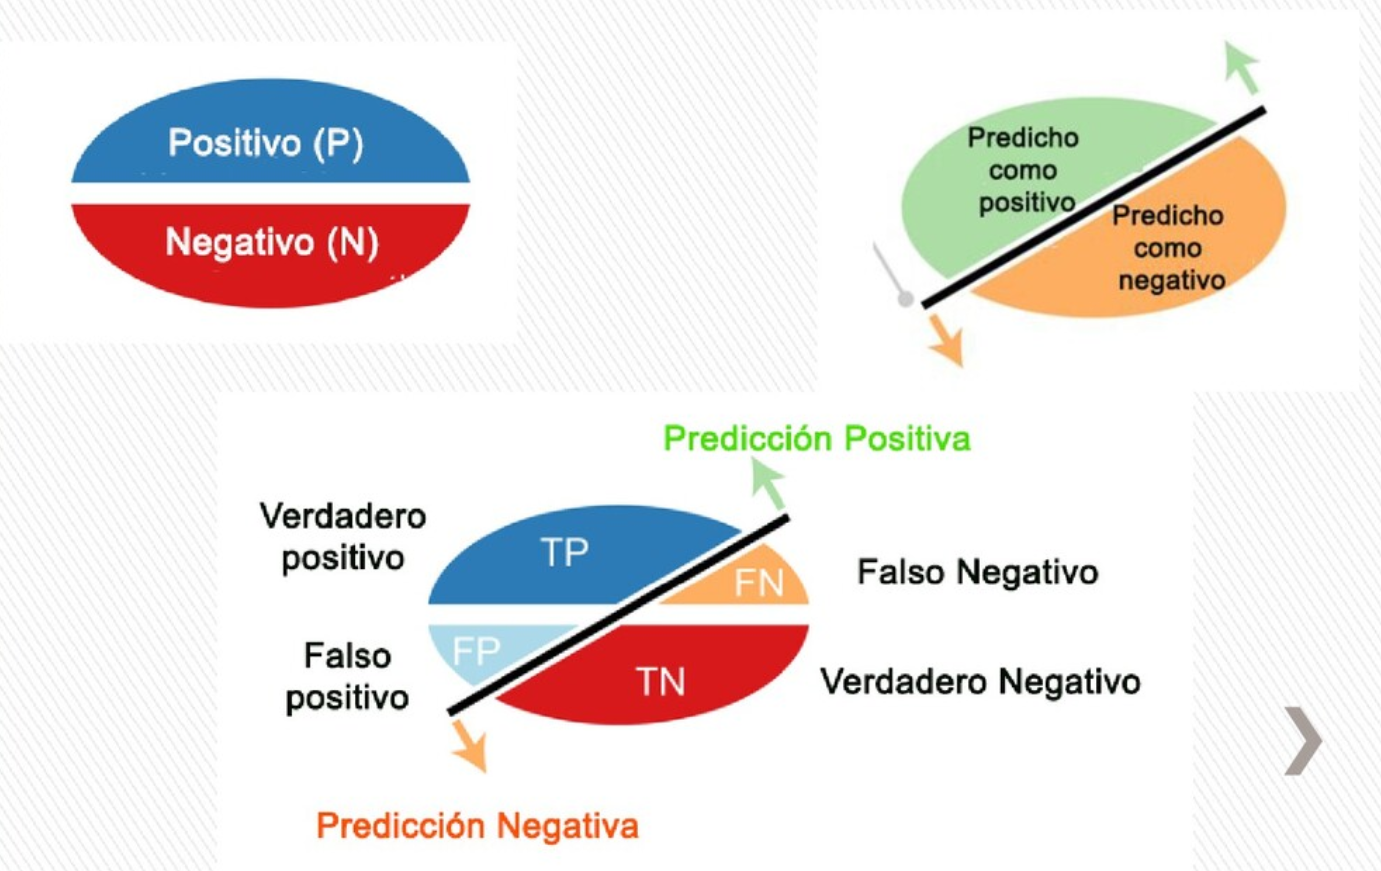 Positivo (P)
Negativo (N)
Predicho
como
positivo
Predicho
como
negativo
Predicción Positiva
Verdadero
positivo
TP
FN
Falso Negativo
Falso
positivo
FP
TN
Verdadero Negativo
Predicción Negativa